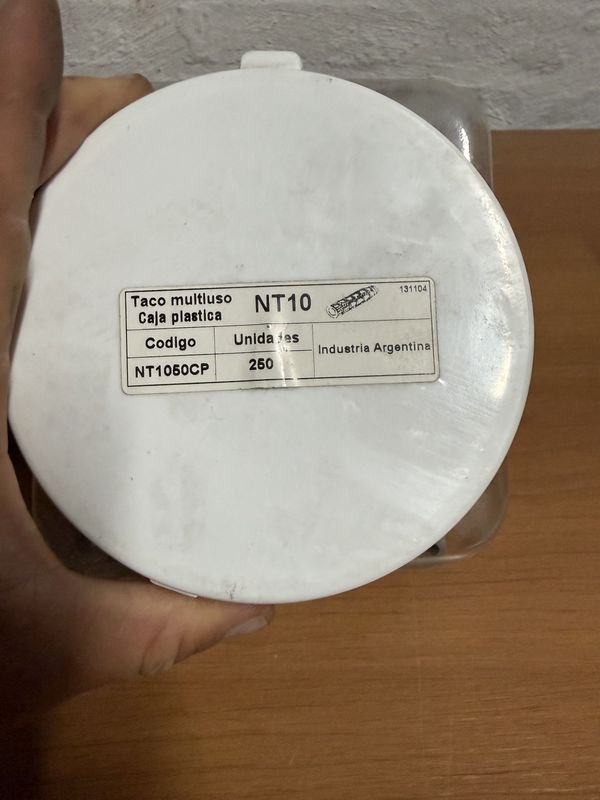 Taco multiuso NT10 131104
Caja plastica
Codigo Unidades Industria Argentina
NT1050CP 250